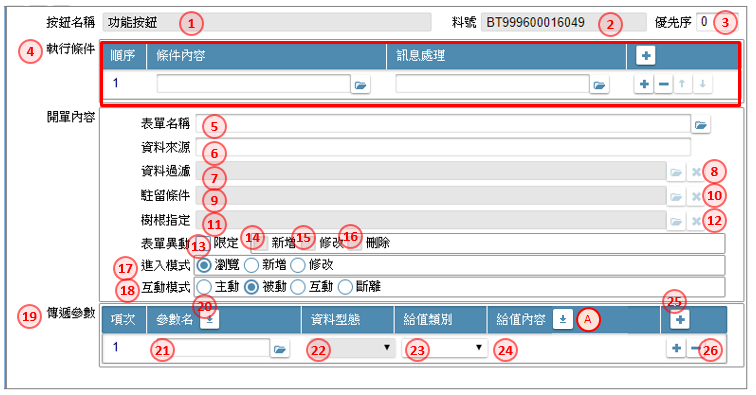 按鈕名稱 功能按鈕 1 料號 BT999600016049 2 優先序 0 3
4 執行條件
順序 條件內容 訊息處理
1
開單內容
表單名稱 5
資料來源 6
資料過濾 7 8
駐留條件 9 10
樹根指定 11 12
表單異動 13 限定 14 新增 15 修改 16 刪除
17 進入模式 瀏覽 新增 修改
18 互動模式 主動 被動 互動 斷離
19 傳遞參數 20 25
項次 參數名 資料型態 給值類別 給值內容 A
1 21 22 23 24 26